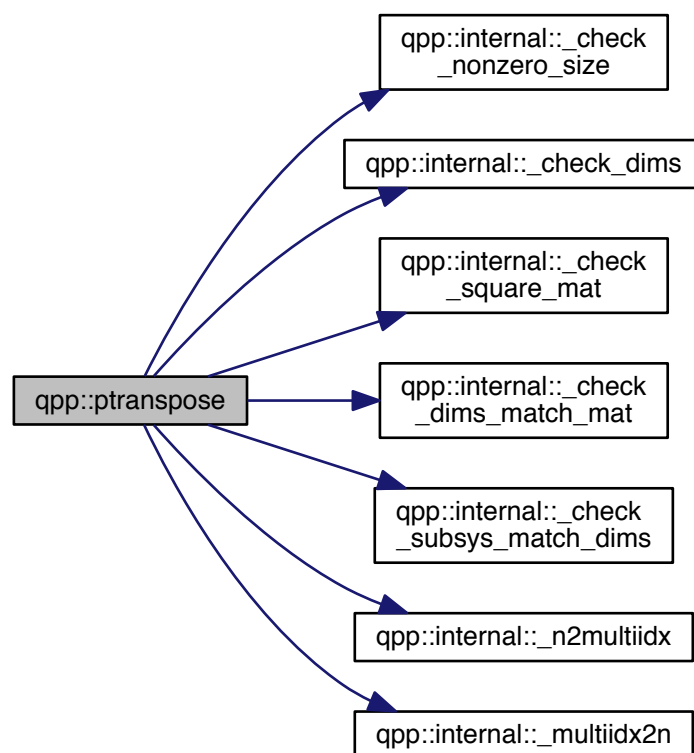 qpp::internal::_check
_nonzero_size
qpp::internal::_check_dims
qpp::internal::_check
_square_mat
qpp::ptranspose
qpp::internal::_check
_dims_match_mat
qpp::internal::_check
_subsys_match_dims
qpp::internal::_n2multiidx
qpp::internal::_multiidx2n